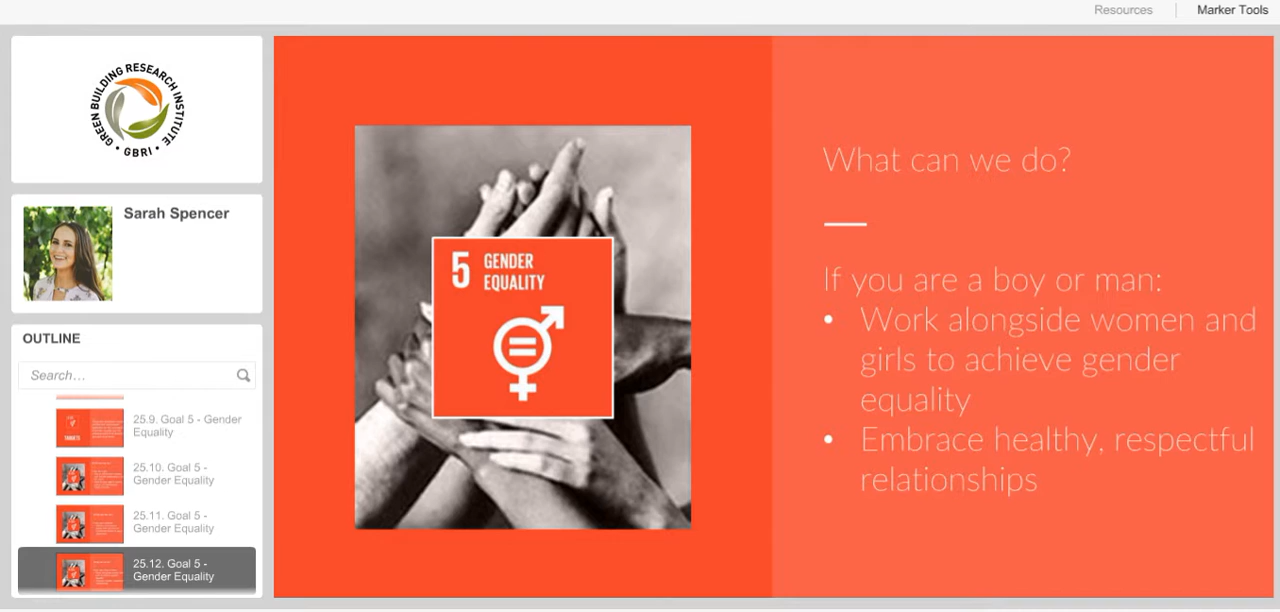 Resources
Marker Tools
GREEN BUILDING RESEARCH INSTITUTE
• GBRI •
Sarah Spencer
OUTLINE
Search...
25.9. Goal 5 - Gender
Equality
25.10. Goal 5 -
Gender Equality
25.11. Goal 5 -
Gender Equality
25.12. Goal 5 -
Gender Equality
5 GENDER
EQUALITY
What can we do?
If you are a boy or man:
• Work alongside women and
girls to achieve gender
equality
• Embrace healthy, respectful
relationships